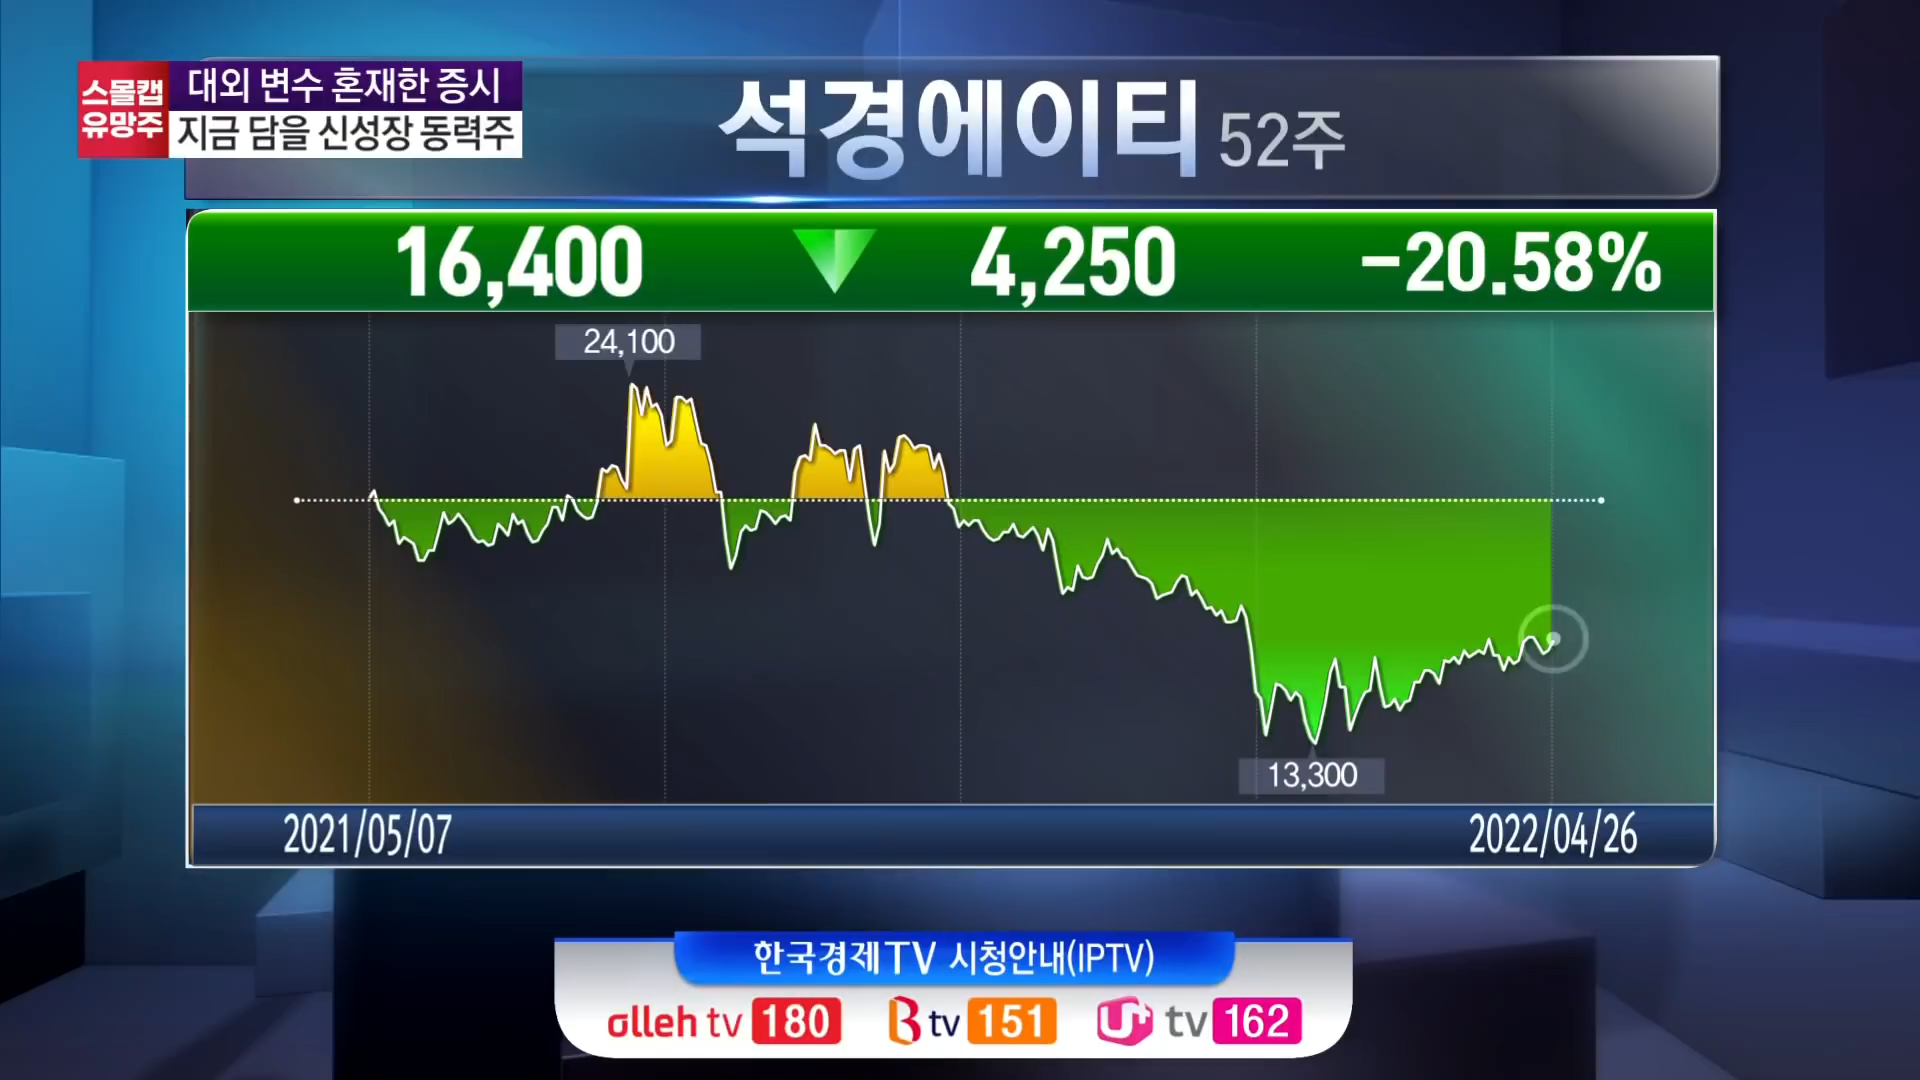 스몰캡
유망주
대외 변수 혼재한 증시
지금 담을 신성장 동력주
석경에이티 52주
16,400 ▼ 4,250 -20.58%
24,100
13,300
2021/05/07 2022/04/26
한국경제TV 시청안내(IPTV)
olleh tv 180 B tv 151 U+ tv 162